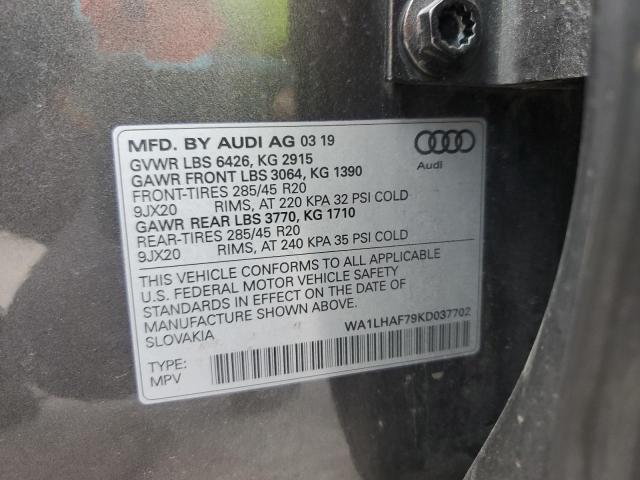 MFD. BY AUDI AG 03 19
GVWR LBS 6426, KG 2915
GAWR FRONT LBS 3064, KG 1390
FRONT-TIRES 285/45 R20
9JX20 RIMS, AT 220 KPA 32 PSI COLD
GAWR REAR LBS 3770, KG 1710
REAR-TIRES 285/45 R20
9JX20 RIMS, AT 240 KPA 35 PSI COLD
Audi
THIS VEHICLE CONFORMS TO ALL APPLICABLE
U.S. FEDERAL MOTOR VEHICLE SAFETY
STANDARDS IN EFFECT ON THE DATE OF
MANUFACTURE SHOWN ABOVE.
SLOVAKIA
WA1LHAF79KD037702
TYPE:
MPV